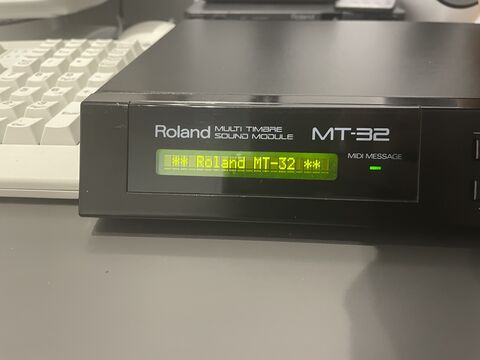 Roland MULTI TIMBRE
SOUND MODULE
MT-32
** Roland MT-32 **
MIDI MESSAGE